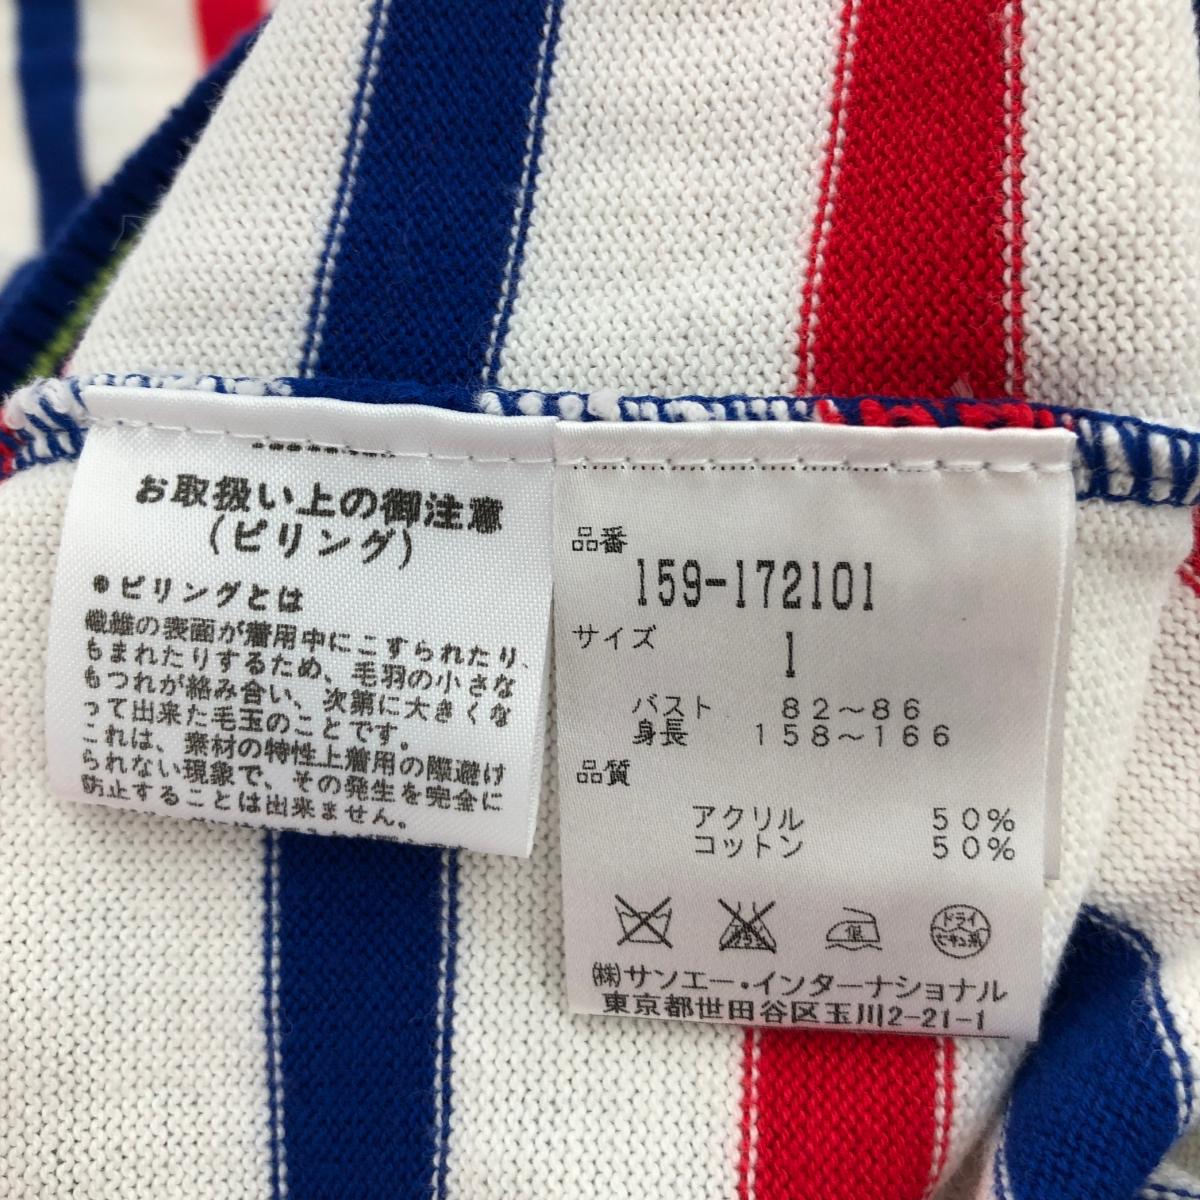 お取扱い上の御注意
(ピリング)
●ピリングとは
繊維の表面が着用中にこすられたり、
もまれたりするため、毛羽の小さな
もつれが絡み合い、次第に大きくな
って出来た毛玉のことです。
これは、素材の特性上着用の際避け
られない現象で、その発生を完全に
防止することは出来ません。
品番
159-172101
サイズ
1
バスト 82～86
身長 158～166
品質
アクリル 50%
コットン 50%
低
ドライ
セキユ系
(株)サンエー・インターナショナル
東京都世田谷区玉川2-21-1